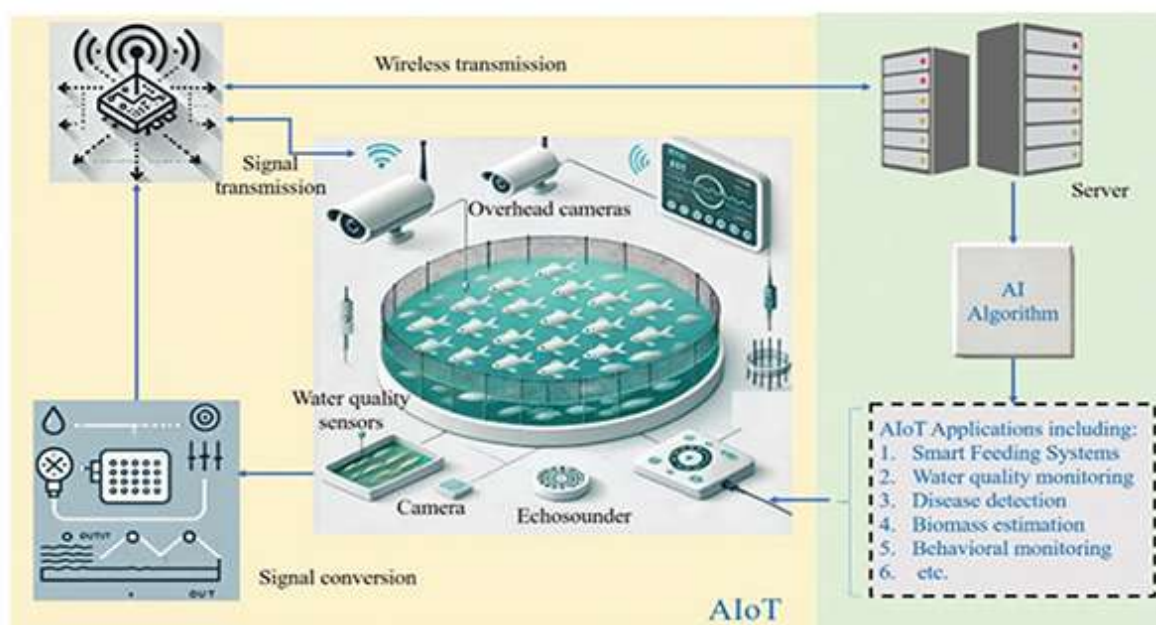 Wireless transmission
Signal
transmission
Overhead cameras
Server
AI
Algorithm
Water quality
sensors
Camera
Echosounder
AIoT Applications including:
1. Smart Feeding Systems
2. Water quality monitoring
3. Disease detection
4. Biomass estimation
5. Behavioral monitoring
6. etc.
Signal conversion
OUT
AIoT